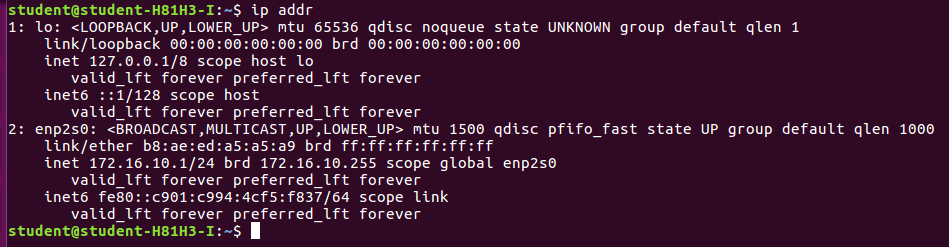 student@student-H81H3-I:~$ ip addr
1: lo: <LOOPBACK,UP,LOWER_UP> mtu 65536 qdisc noqueue state UNKNOWN group default qlen 1
    link/loopback 00:00:00:00:00:00 brd 00:00:00:00:00:00
    inet 127.0.0.1/8 scope host lo
       valid_lft forever preferred_lft forever
    inet6 ::1/128 scope host
       valid_lft forever preferred_lft forever
2: enp2s0: <BROADCAST,MULTICAST,UP,LOWER_UP> mtu 1500 qdisc pfifo_fast state UP group default qlen 1000
    link/ether b8:ae:ed:a5:a5:a9 brd ff:ff:ff:ff:ff:ff
    inet 172.16.10.1/24 brd 172.16.10.255 scope global enp2s0
       valid_lft forever preferred_lft forever
    inet6 fe80::c901:c994:4cf5:f837/64 scope link
       valid_lft forever preferred_lft forever
student@student-H81H3-I:~$